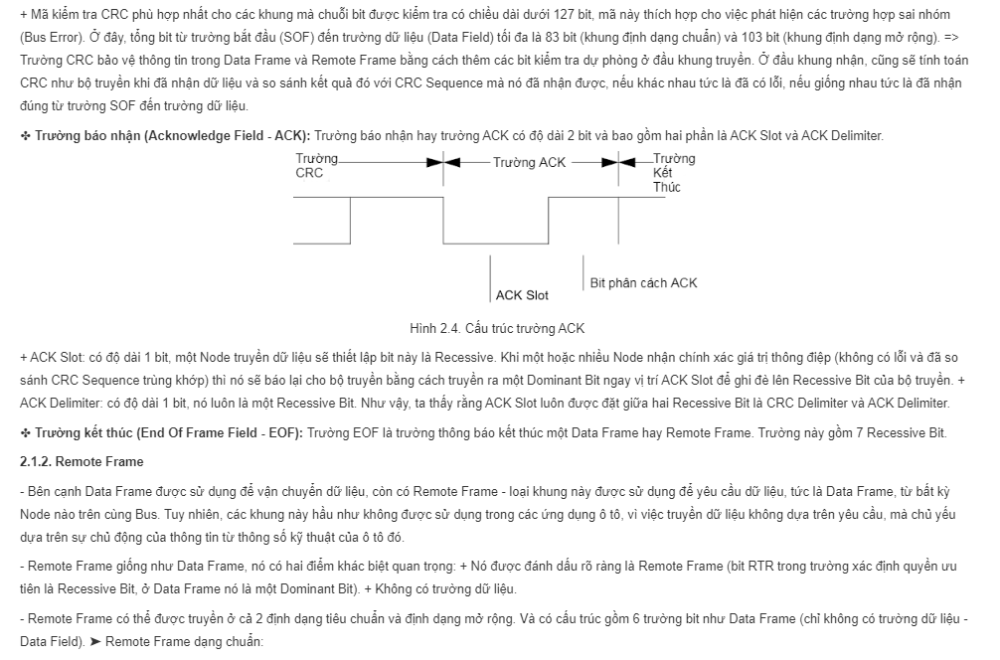 + Mã kiểm tra CRC phù hợp nhất cho các khung mà chuỗi bit được kiểm tra có chiều dài dưới 127 bit, mã này thích hợp cho việc phát hiện các trường hợp sai nhóm
(Bus Error). Ở đây, tổng bit từ trường bắt đầu (SOF) đến trường dữ liệu (Data Field) tối đa là 83 bit (khung định dạng chuẩn) và 103 bit (khung định dạng mở rộng). =>
Trường CRC bảo vệ thông tin trong Data Frame và Remote Frame bằng cách thêm các bit kiểm tra dự phòng ở đầu khung truyền. Ở đầu khung nhận, cũng sẽ tính toán
CRC như bộ truyền khi đã nhận dữ liệu và so sánh kết quả đó với CRC Sequence mà nó đã nhận được, nếu khác nhau tức là đã có lỗi, nếu giống nhau tức là đã nhận
đúng từ trường SOF đến trường dữ liệu.
✤ Trường báo nhận (Acknowledge Field - ACK): Trường báo nhận hay trường ACK có độ dài 2 bit và bao gồm hai phần là ACK Slot và ACK Delimiter.
Trường CRC
Trường ACK
Trường Kết Thúc
ACK Slot
Bit phân cách ACK
Hình 2.4. Cấu trúc trường ACK
+ ACK Slot: có độ dài 1 bit, một Node truyền dữ liệu sẽ thiết lập bit này là Recessive. Khi một hoặc nhiều Node nhận chính xác giá trị thông điệp (không có lỗi và đã so
sánh CRC Sequence trùng khớp) thì nó sẽ báo lại cho bộ truyền bằng cách truyền ra một Dominant Bit ngay vị trí ACK Slot để ghi đè lên Recessive Bit của bộ truyền. +
ACK Delimiter: có độ dài 1 bit, nó luôn là một Recessive Bit. Như vậy, ta thấy rằng ACK Slot luôn được đặt giữa hai Recessive Bit là CRC Delimiter và ACK Delimiter.
✤ Trường kết thúc (End Of Frame Field - EOF): Trường EOF là trường thông báo kết thúc một Data Frame hay Remote Frame. Trường này gồm 7 Recessive Bit.
2.1.2. Remote Frame
- Bên cạnh Data Frame được sử dụng để vận chuyển dữ liệu, còn có Remote Frame - loại khung này được sử dụng để yêu cầu dữ liệu, tức là Data Frame, từ bất kỳ
Node nào trên cùng Bus. Tuy nhiên, các khung này hầu như không được sử dụng trong các ứng dụng ô tô, vì việc truyền dữ liệu không dựa trên yêu cầu, mà chủ yếu
dựa trên sự chủ động của thông tin từ thông số kỹ thuật của ô tô đó.
- Remote Frame giống như Data Frame, nó có hai điểm khác biệt quan trọng: + Nó được đánh dấu rõ ràng là Remote Frame (bit RTR trong trường xác định quyền ưu
tiên là Recessive Bit, ở Data Frame nó là một Dominant Bit). + Không có trường dữ liệu.
- Remote Frame có thể được truyền ở cả 2 định dạng tiêu chuẩn và định dạng mở rộng. Và có cấu trúc gồm 6 trường bit như Data Frame (chỉ không có trường dữ liệu -
Data Field). ➤ Remote Frame dạng chuẩn: